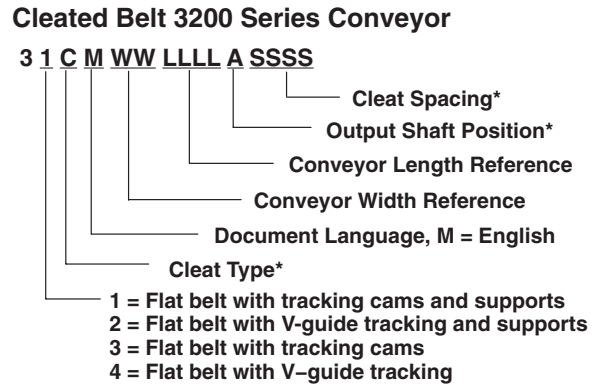 Cleated Belt 3200 Series Conveyor
3 1 C M WW LLLL A SSSS
Cleat Spacing*
Output Shaft Position*
Conveyor Length Reference
Conveyor Width Reference
Document Language, M = English
Cleat Type*
1 = Flat belt with tracking cams and supports
2 = Flat belt with V-guide tracking and supports
3 = Flat belt with tracking cams
4 = Flat belt with V−guide tracking